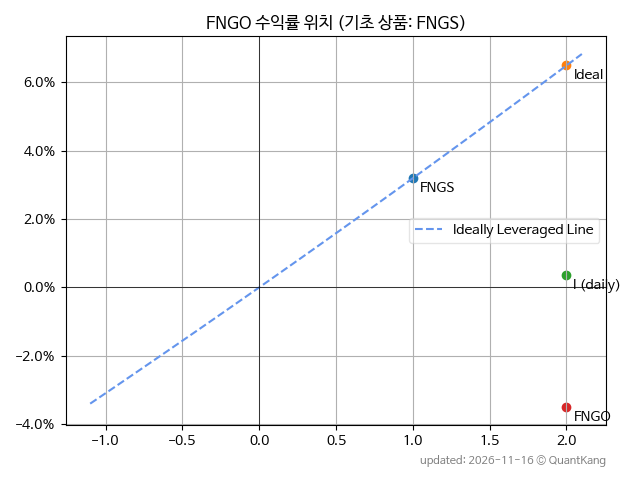 FNGO 수익률 위치 (기초 상품: FNGS)
6.0%
4.0%
2.0%
0.0%
−2.0%
−4.0%
Ideal
FNGS
Ideally Leveraged Line
I (daily)
FNGO
−1.0 −0.5 0.0 0.5 1.0 1.5 2.0
updated: 2026-11-16 © QuantKang